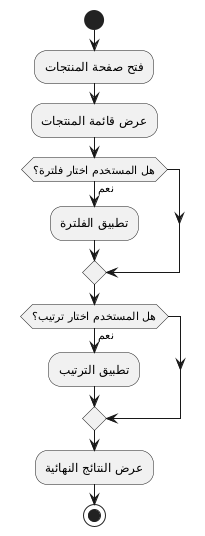 فتح صفحة المنتجات
عرض قائمة المنتجات
هل المستخدم اختار فلترة؟
نعم
تطبيق الفلترة
هل المستخدم اختار ترتيب؟
نعم
تطبيق الترتيب
عرض النتائج النهائية